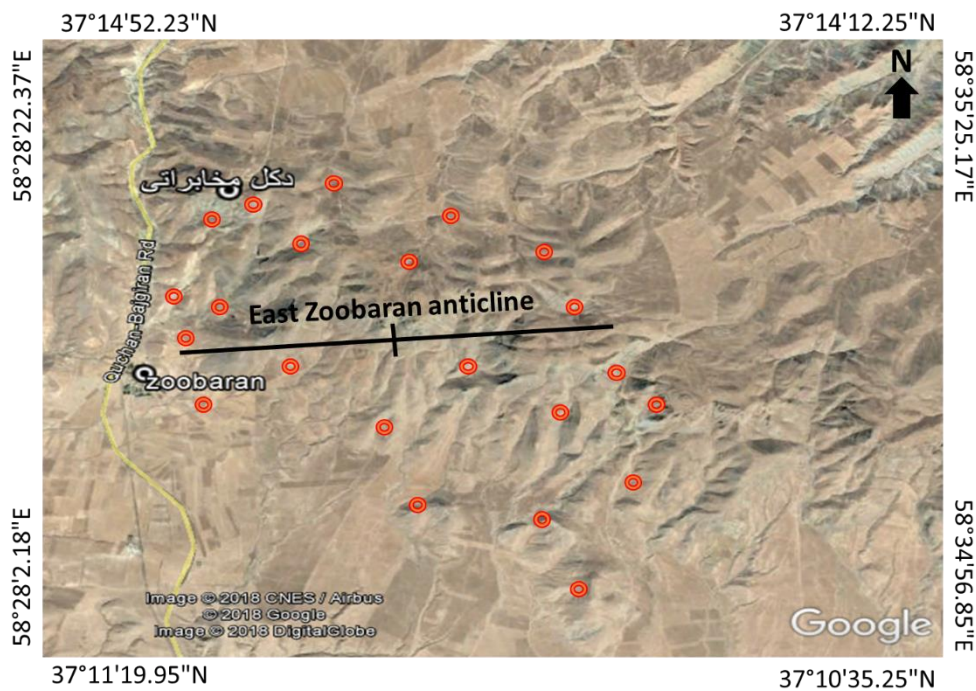 37°14'52.23"N
37°14'12.25"N
58°28'22.37"E
58°35'25.17"E
N
دکل مخابراتی
Quchan-Bajgiran Rd
East Zoobaran anticline
zoobaran
58°28'2.18"E
58°34'56.85"E
Image © 2018 CNES / Airbus
© 2018 Google
Image © 2018 DigitalGlobe
Google
37°11'19.95"N
37°10'35.25"N